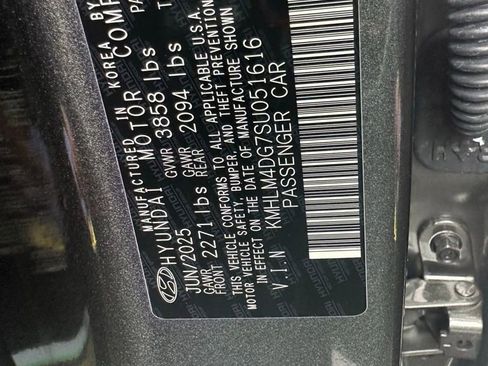 MANUFACTURED IN KOREA BY
HYUNDAI MOTOR COMP
JUN/2025 GVWR 3858 lbs
GAWR FRONT 2271 lbs GAWR REAR 2094 lbs
THIS VEHICLE CONFORMS TO ALL APPLICABLE U.S.A.
MOTOR VEHICLE SAFETY, BUMPER, AND THEFT PREVENTION
IN EFFECT ON THE DATE OF MANUFACTURE SHOWN
V.I.N KMHLM4DG7SU051616
PASSENGER CAR